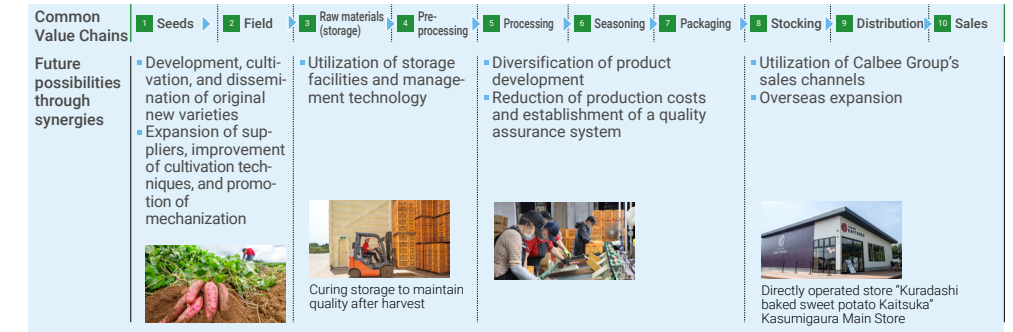 Common
Value Chains
1 Seeds
2 Field
3 Raw materials
(storage)
4 Pre-
processing
5 Processing
6 Seasoning
7 Packaging
8 Stocking
9 Distribution
10 Sales
Future
possibilities
through
synergies
Development, culti-
vation, and dissemi-
nation of original
new varieties
Expansion of sup-
pliers, improvement
of cultivation tech-
niques, and promo-
tion of
mechanization
Utilization of storage
facilities and manage-
ment technology
Curing storage to maintain
quality after harvest
Diversification of product
development
Reduction of production costs
and establishment of a quality
assurance system
Utilization of Calbee Group's
sales channels
Overseas expansion
Directly operated store "Kuradashi
baked sweet potato Kaitsuka"
Kasumigaura Main Store